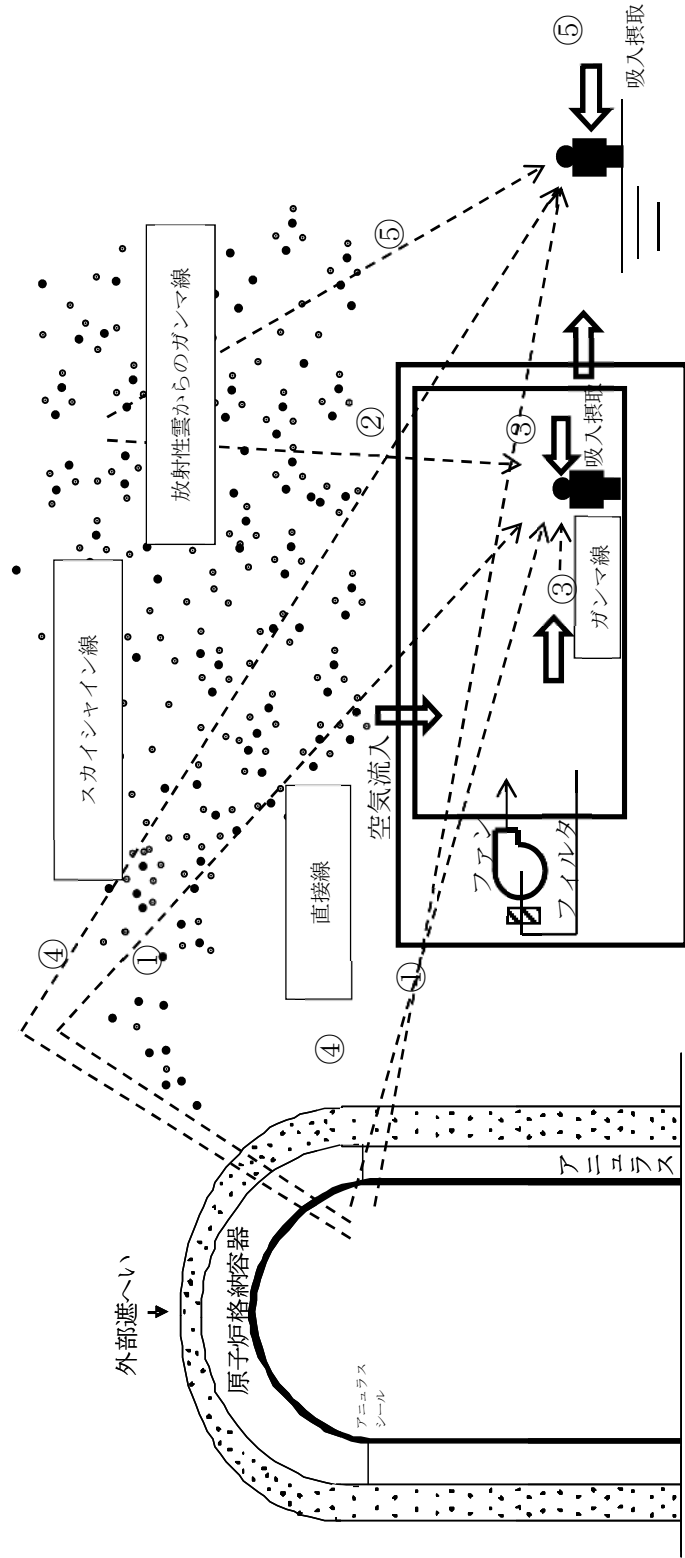 ④
スカイシャイン線
外部遮へい
①
放射性雲からのガンマ線
原子炉格納容器
④
直接線
②
⑤
アニュラス
シール
空気流入
①
ファン
③
フィルタ
③
⑤
アニュラス
ガンマ線
吸入摂取
吸入摂取